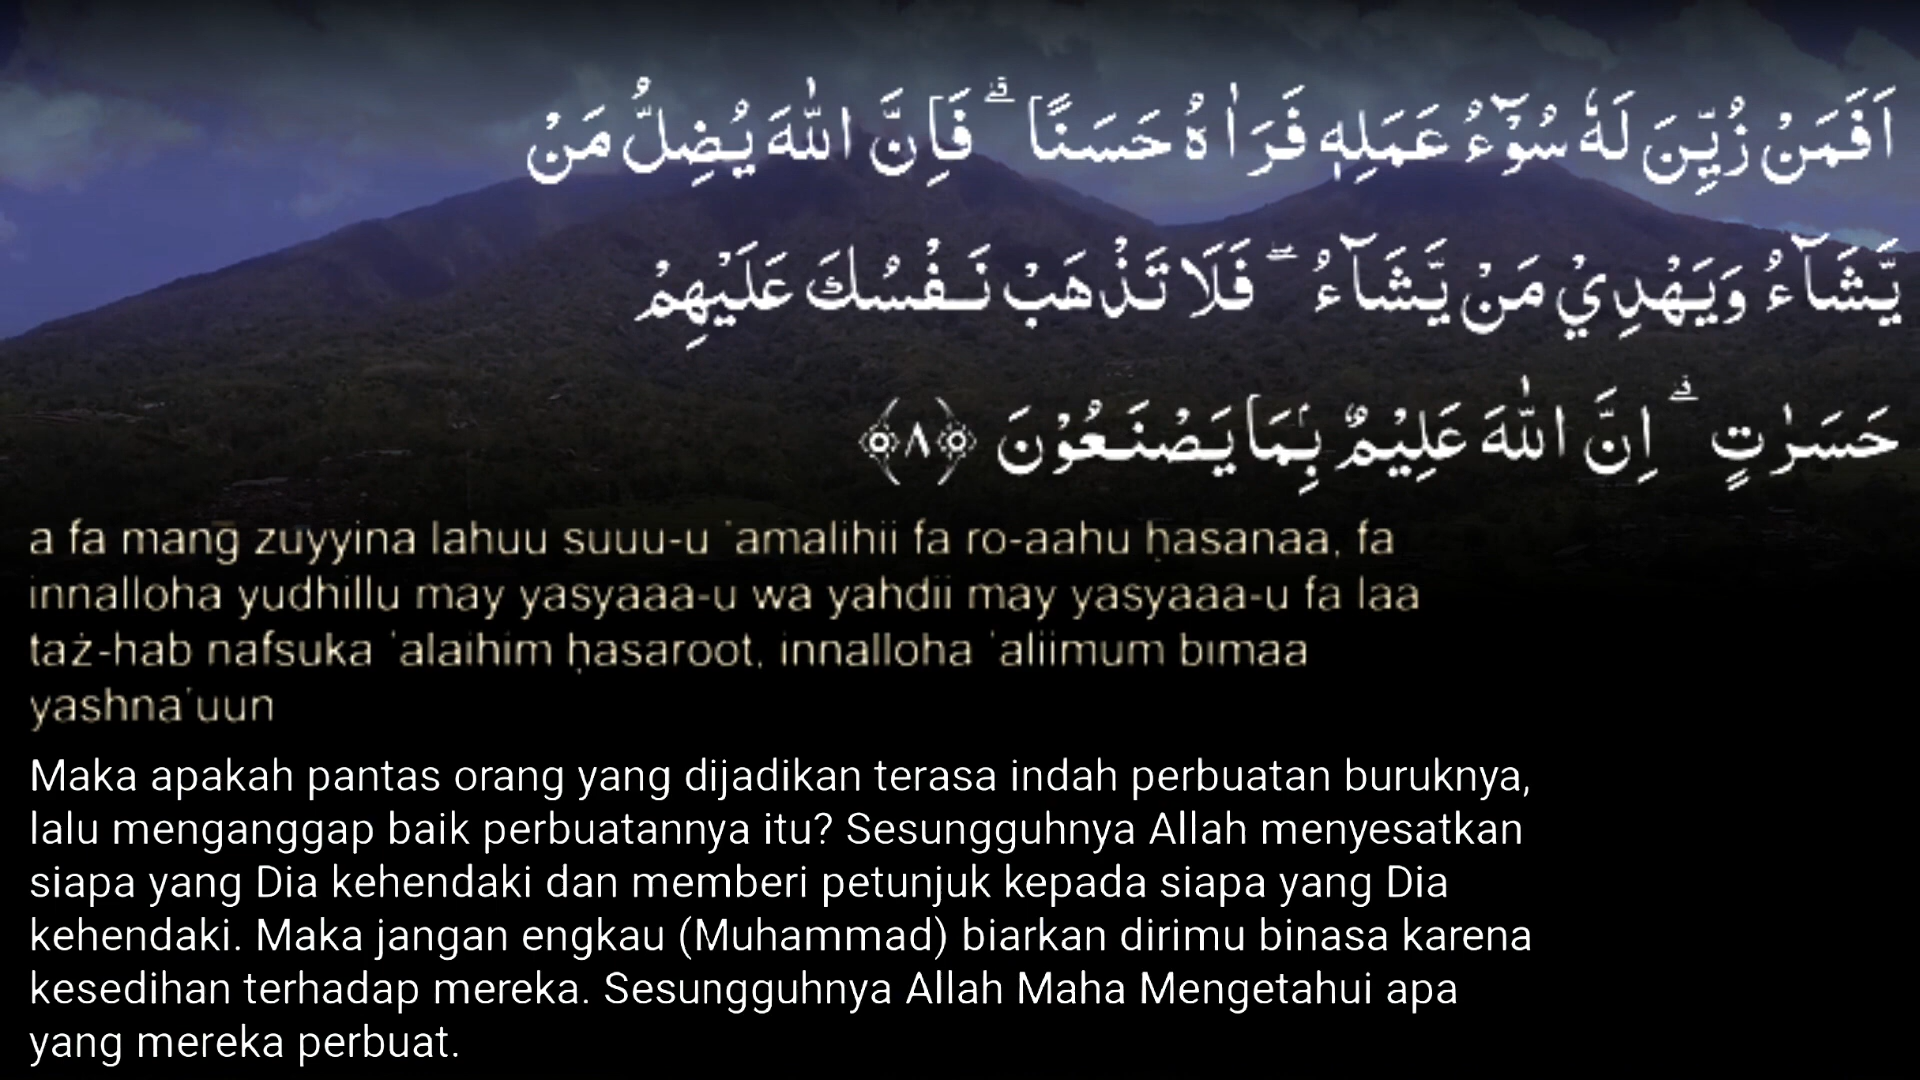 اَفَمَنْ زُيِّنَ لَهٗ سُوْۤءُ عَمَلِهٖ فَرَاٰهُ حَسَنًا ۗ فَاِنَّ اللّٰهَ يُضِلُّ مَنْ
يَّشَاۤءُ وَيَهْدِيْ مَنْ يَّشَاۤءُ ۖ فَلَا تَذْهَبْ نَفْسُكَ عَلَيْهِمْ
حَسَرٰتٍ ۗ اِنَّ اللّٰهَ عَلِيْمٌۢ بِمَا يَصْنَعُوْنَ ﴿٨﴾
a fa mang̅ zuyyina lahuu suuu-u 'amalihii fa ro-aahu ḥasanaa, fa
innalloha yudhillu may yasyaaa-u wa yahdii may yasyaaa-u fa laa
taż-hab nafsuka 'alaihim ḥasaroot, innalloha 'aliimum bimaa
yashna'uun
Maka apakah pantas orang yang dijadikan terasa indah perbuatan buruknya,
lalu menganggap baik perbuatannya itu? Sesungguhnya Allah menyesatkan
siapa yang Dia kehendaki dan memberi petunjuk kepada siapa yang Dia
kehendaki. Maka jangan engkau (Muhammad) biarkan dirimu binasa karena
kesedihan terhadap mereka. Sesungguhnya Allah Maha Mengetahui apa
yang mereka perbuat.